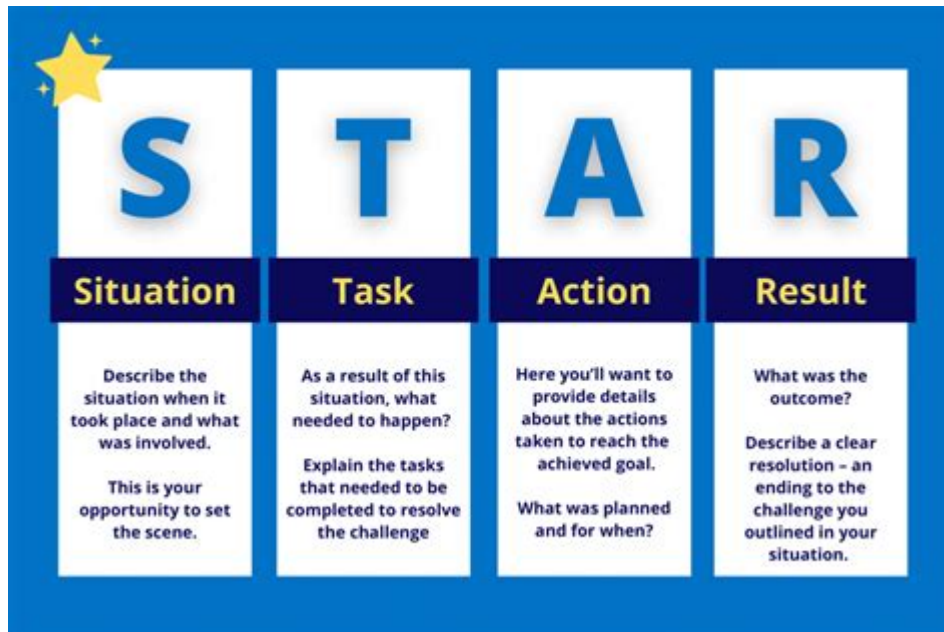 S
Situation
Describe the
situation when it
took place and what
was involved.
This is your
opportunity to set
the scene.
T
Task
As a result of this
situation, what
needed to happen?
Explain the tasks
that needed to be
completed to resolve
the challenge
A
Action
Here you’ll want to
provide details
about the actions
taken to reach the
achieved goal.
What was planned
and for when?
R
Result
What was the
outcome?
Describe a clear
resolution – an
ending to the
challenge you
outlined in your
situation.